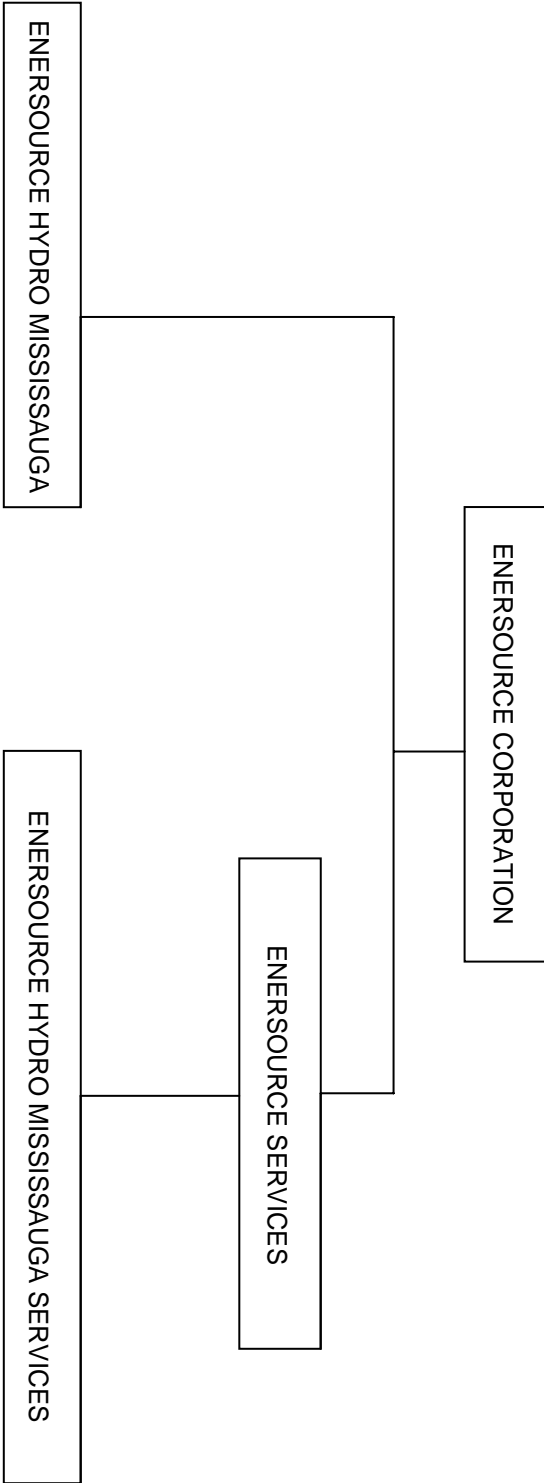 ENERSOURCE CORPORATION
ENERSOURCE SERVICES
ENERSOURCE HYDRO MISSISSAUGA
ENERSOURCE HYDRO MISSISSAUGA SERVICES